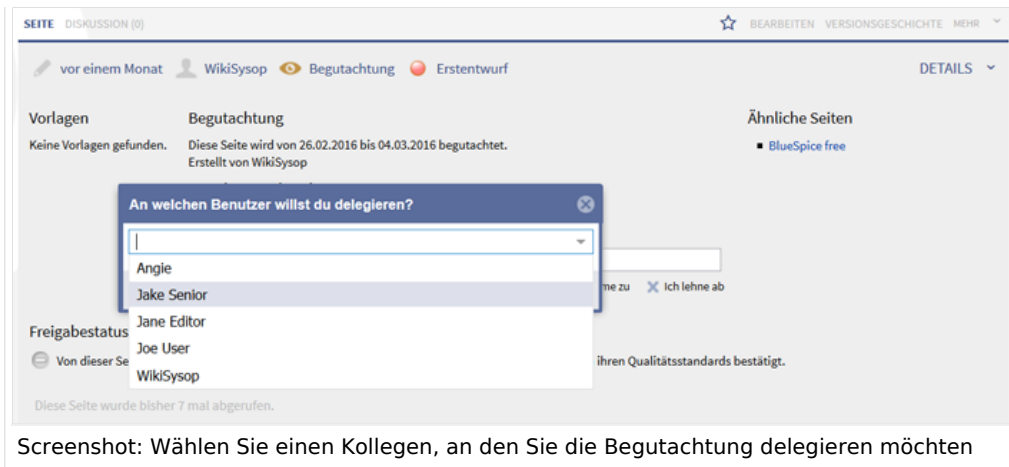 SEITE DISKUSSION (0) BEARBEITEN VERSIONSGESCHICHTE MEHR
vor einem Monat WikiSysop Begutachtung Erstentwurf DETAILS
Vorlagen Begutachtung Ähnliche Seiten
Keine Vorlagen gefunden. Diese Seite wird von 26.02.2016 bis 04.03.2016 begutachtet. BlueSpice free
Erstellt von WikiSysop
An welchen Benutzer willst du delegieren?
Angie
Jake Senior
me zu Ich lehne ab
Jane Editor
Freigabestatus
Joe User
Von dieser Se ihren Qualitätsstandards bestätigt.
WikiSysop
Diese Seite wurde bisher 7 mal abgerufen.
Screenshot: Wählen Sie einen Kollegen, an den Sie die Begutachtung delegieren möchten